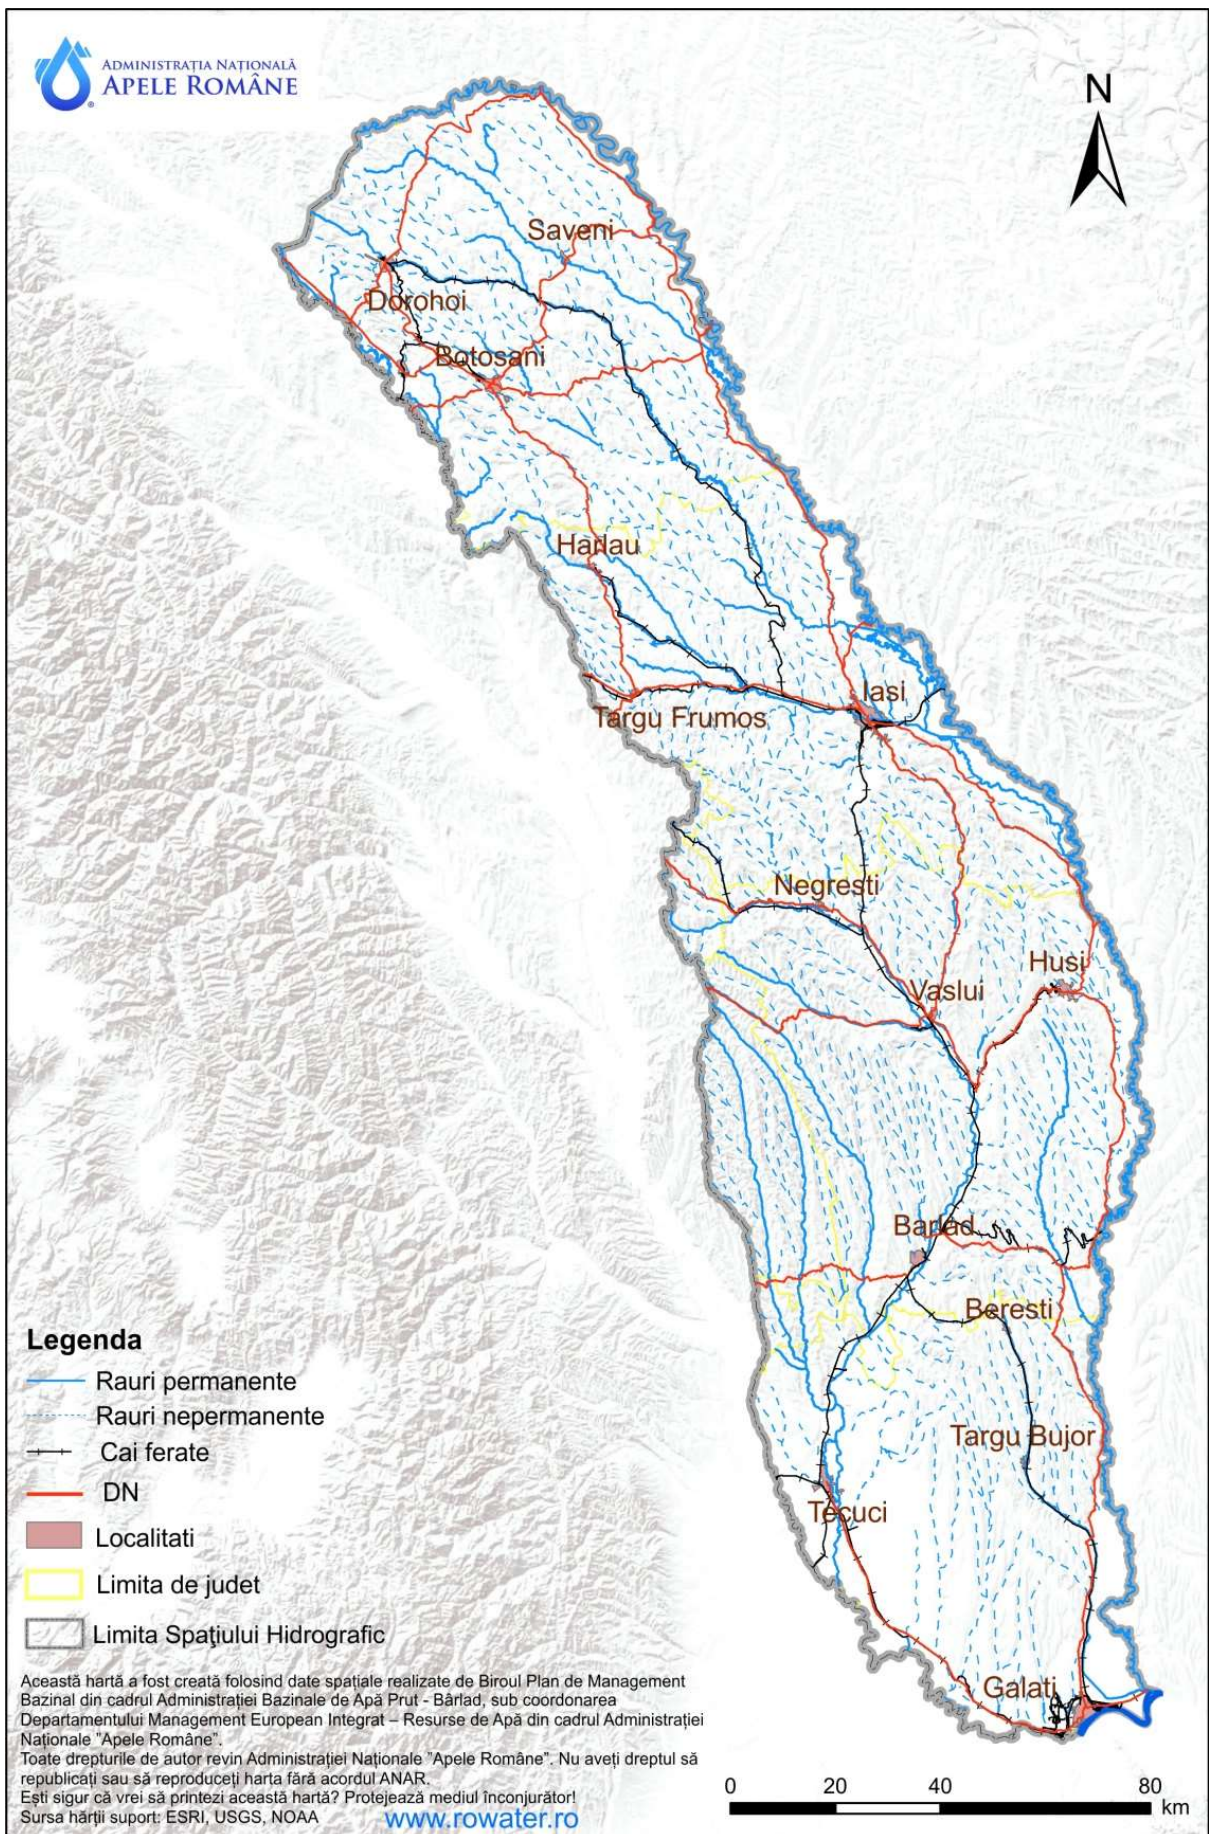 ADMINISTRAȚIA NAȚIONALĂ
APELE ROMÂNE
N
Saveni
Dorohoi
Botosani
Harlau
Iasi
Targu Frumos
Negresti
Husi
Vaslui
Barlad
Beresti
Targu Bujor
Tecuci
Galati
Legenda
Rauri permanente
Rauri nepermanente
Cai ferate
DN
Localitati
Limita de judet
Limita Spaţiului Hidrografic
Această hartă a fost creată folosind date spațiale realizate de Biroul Plan de Management
Bazinal din cadrul Administrației Bazinale de Apă Prut - Bârlad, sub coordonarea
Departamentului Management European Integrat – Resurse de Apă din cadrul Administrației
Naționale "Apele Române".
Toate drepturile de autor revin Administrației Naționale "Apele Române". Nu aveți dreptul să
republicați sau să reproduceți harta fără acordul ANAR.
Ești sigur că vrei să printezi această hartă? Protejează mediul înconjurător!
Sursa hărții suport: ESRI, USGS, NOAA
www.rowater.ro
0 20 40 80
km